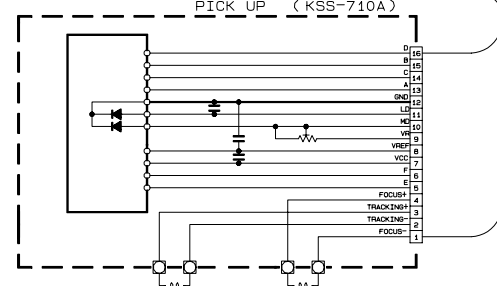 PICK UP (KSS-710A)
D 16
B 15
C 14
A 13
GND 12
LD 11
MD 10
VR 9
VREF 8
VCC 7
F 6
E 5
FOCUS+ 4
TRACKING+ 3
TRACKING- 2
FOCUS- 1